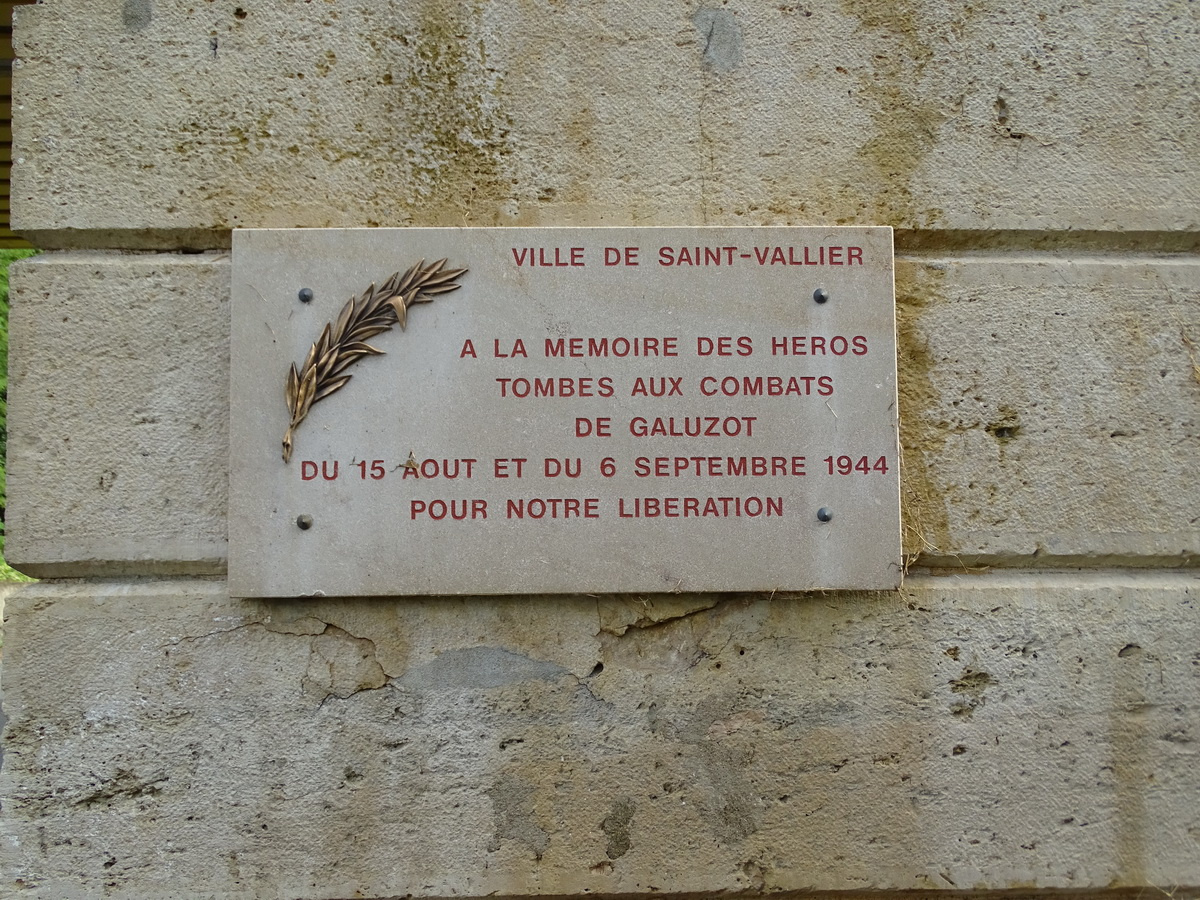 VILLE DE SAINT-VALLIER
A LA MEMOIRE DES HEROS
TOMBES AUX COMBATS
DE GALUZOT
DU 15 AOUT ET DU 6 SEPTEMBRE 1944
POUR NOTRE LIBERATION